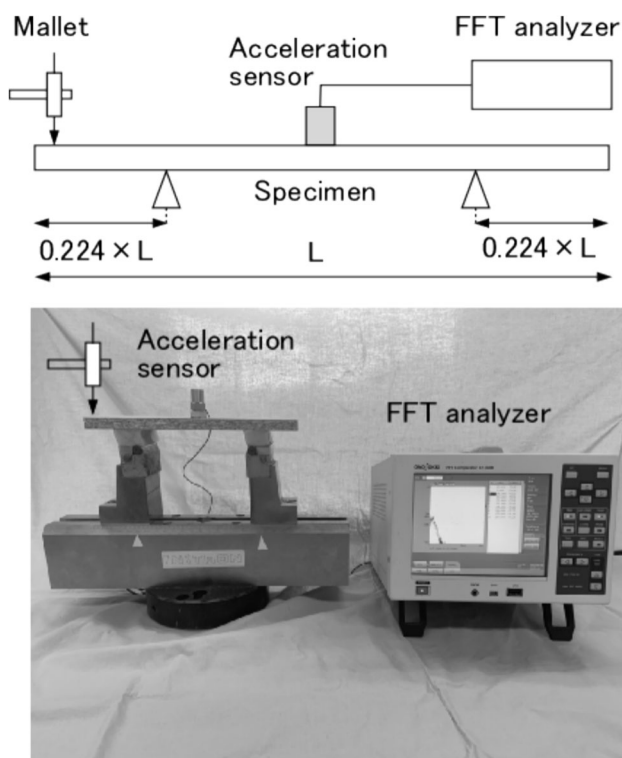 Mallet
Acceleration
sensor
FFT analyzer
Specimen
0.224 × L
L
0.224 × L
Acceleration
sensor
FFT analyzer